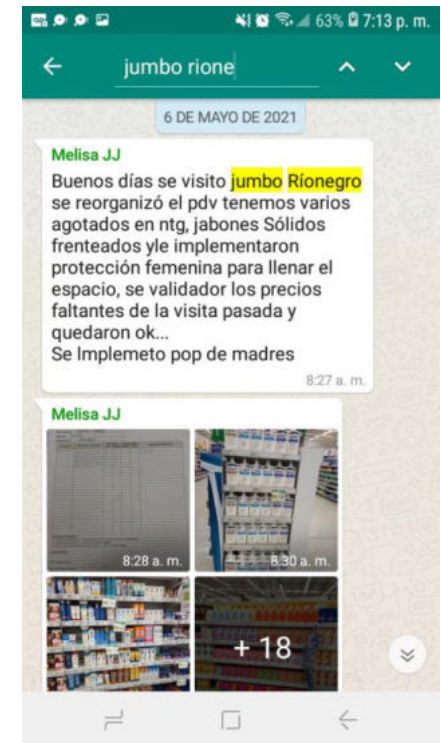 63% 7:13 p. m.
jumbo rione
6 DE MAYO DE 2021
Melisa JJ
Buenos días se visito jumbo Ríonegro
se reorganizó el pdv tenemos varios
agotados en ntg, jabones Sólidos
frenteados yle implementaron
protección femenina para llenar el
espacio, se validador los precios
faltantes de la visita pasada y
quedaron ok...
Se Implemeto pop de madres
8:27 a. m.
Melisa JJ
8:28 a. m.
8:30 a. m.
+ 18